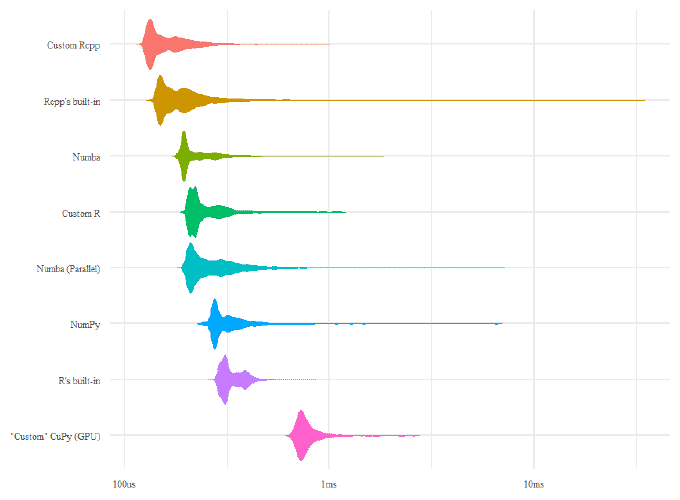 Custom Rcpp
Rcpp's built-in
Numba
Custom R
Numba (Parallel)
NumPy
R's built-in
"Custom" CuPy (GPU)
100us
1ms
10ms